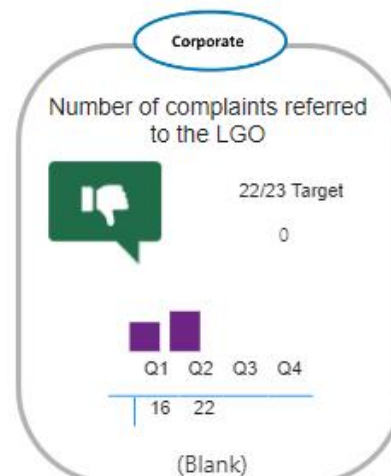 Corporate
Number of complaints referred
to the LGO
22/23 Target
0
Q1 Q2 Q3 Q4
16 22
(Blank)